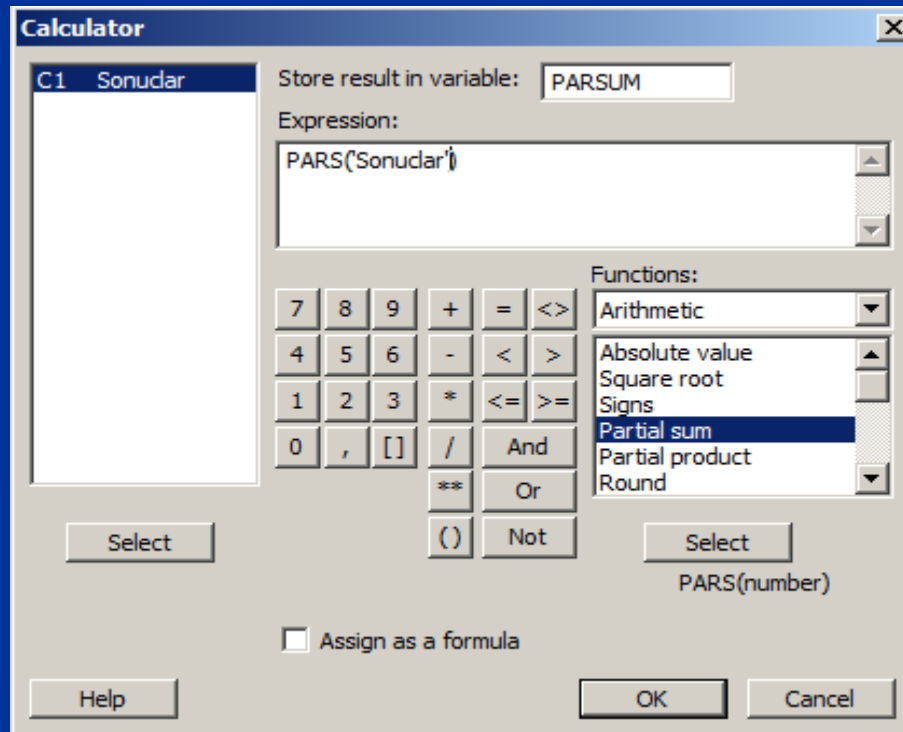 Calculator
C1 Sonuclar
Store result in variable: PARSUM
Expression:
PARS('Sonuclar')
Functions:
Arithmetic
7 8 9 + = <>
4 5 6 - < >
1 2 3 * <= >=
0 , [] / And
** Or
() Not
Absolute value
Square root
Signs
Partial sum
Partial product
Round
Select
Select
PARS(number)
Assign as a formula
Help
OK
Cancel